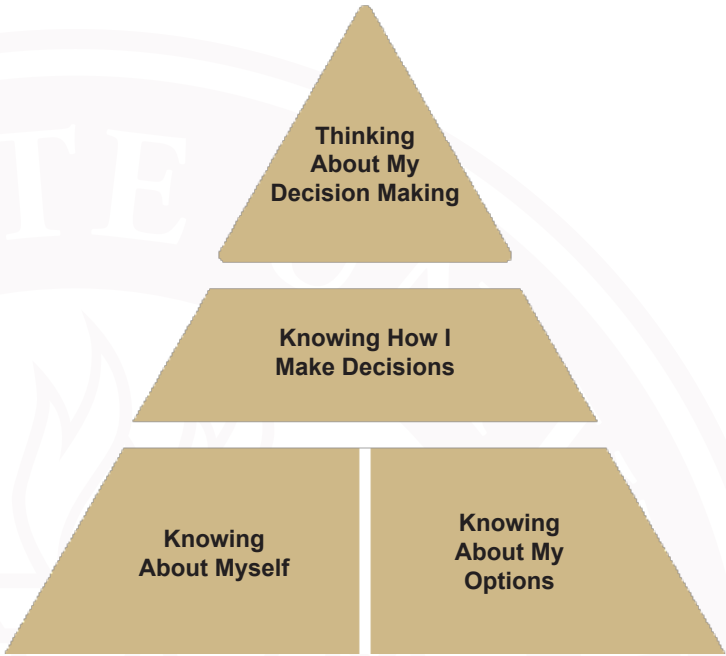 Thinking
About My
Decision Making
Knowing How I
Make Decisions
Knowing
About Myself
Knowing
About My
Options